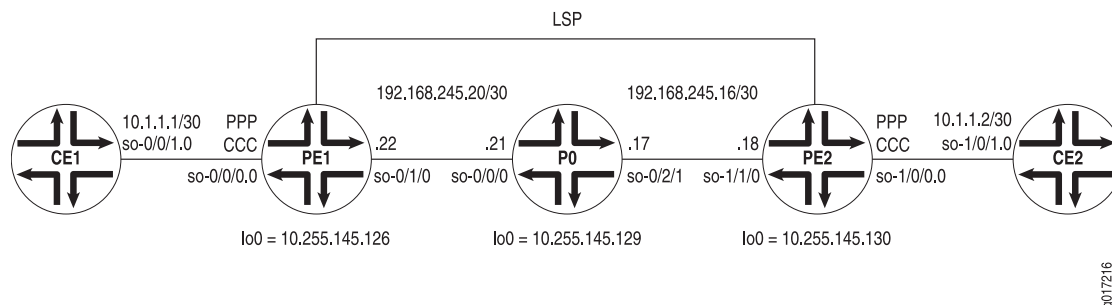 LSP
192.168.245.20/30
192.168.245.16/30
10.1.1.1/30
PPP
PPP
10.1.1.2/30
so-0/0/1.0
CCC
CCC
so-1/0/1.0
CE1
PE1
.22
.21
P0
.17
.18
PE2
CE2
so-0/0/0.0
so-0/1/0
so-0/0/0
so-0/2/1
so-1/1/0
so-1/0/0.0
lo0 = 10.255.145.126
lo0 = 10.255.145.129
lo0 = 10.255.145.130
g017216